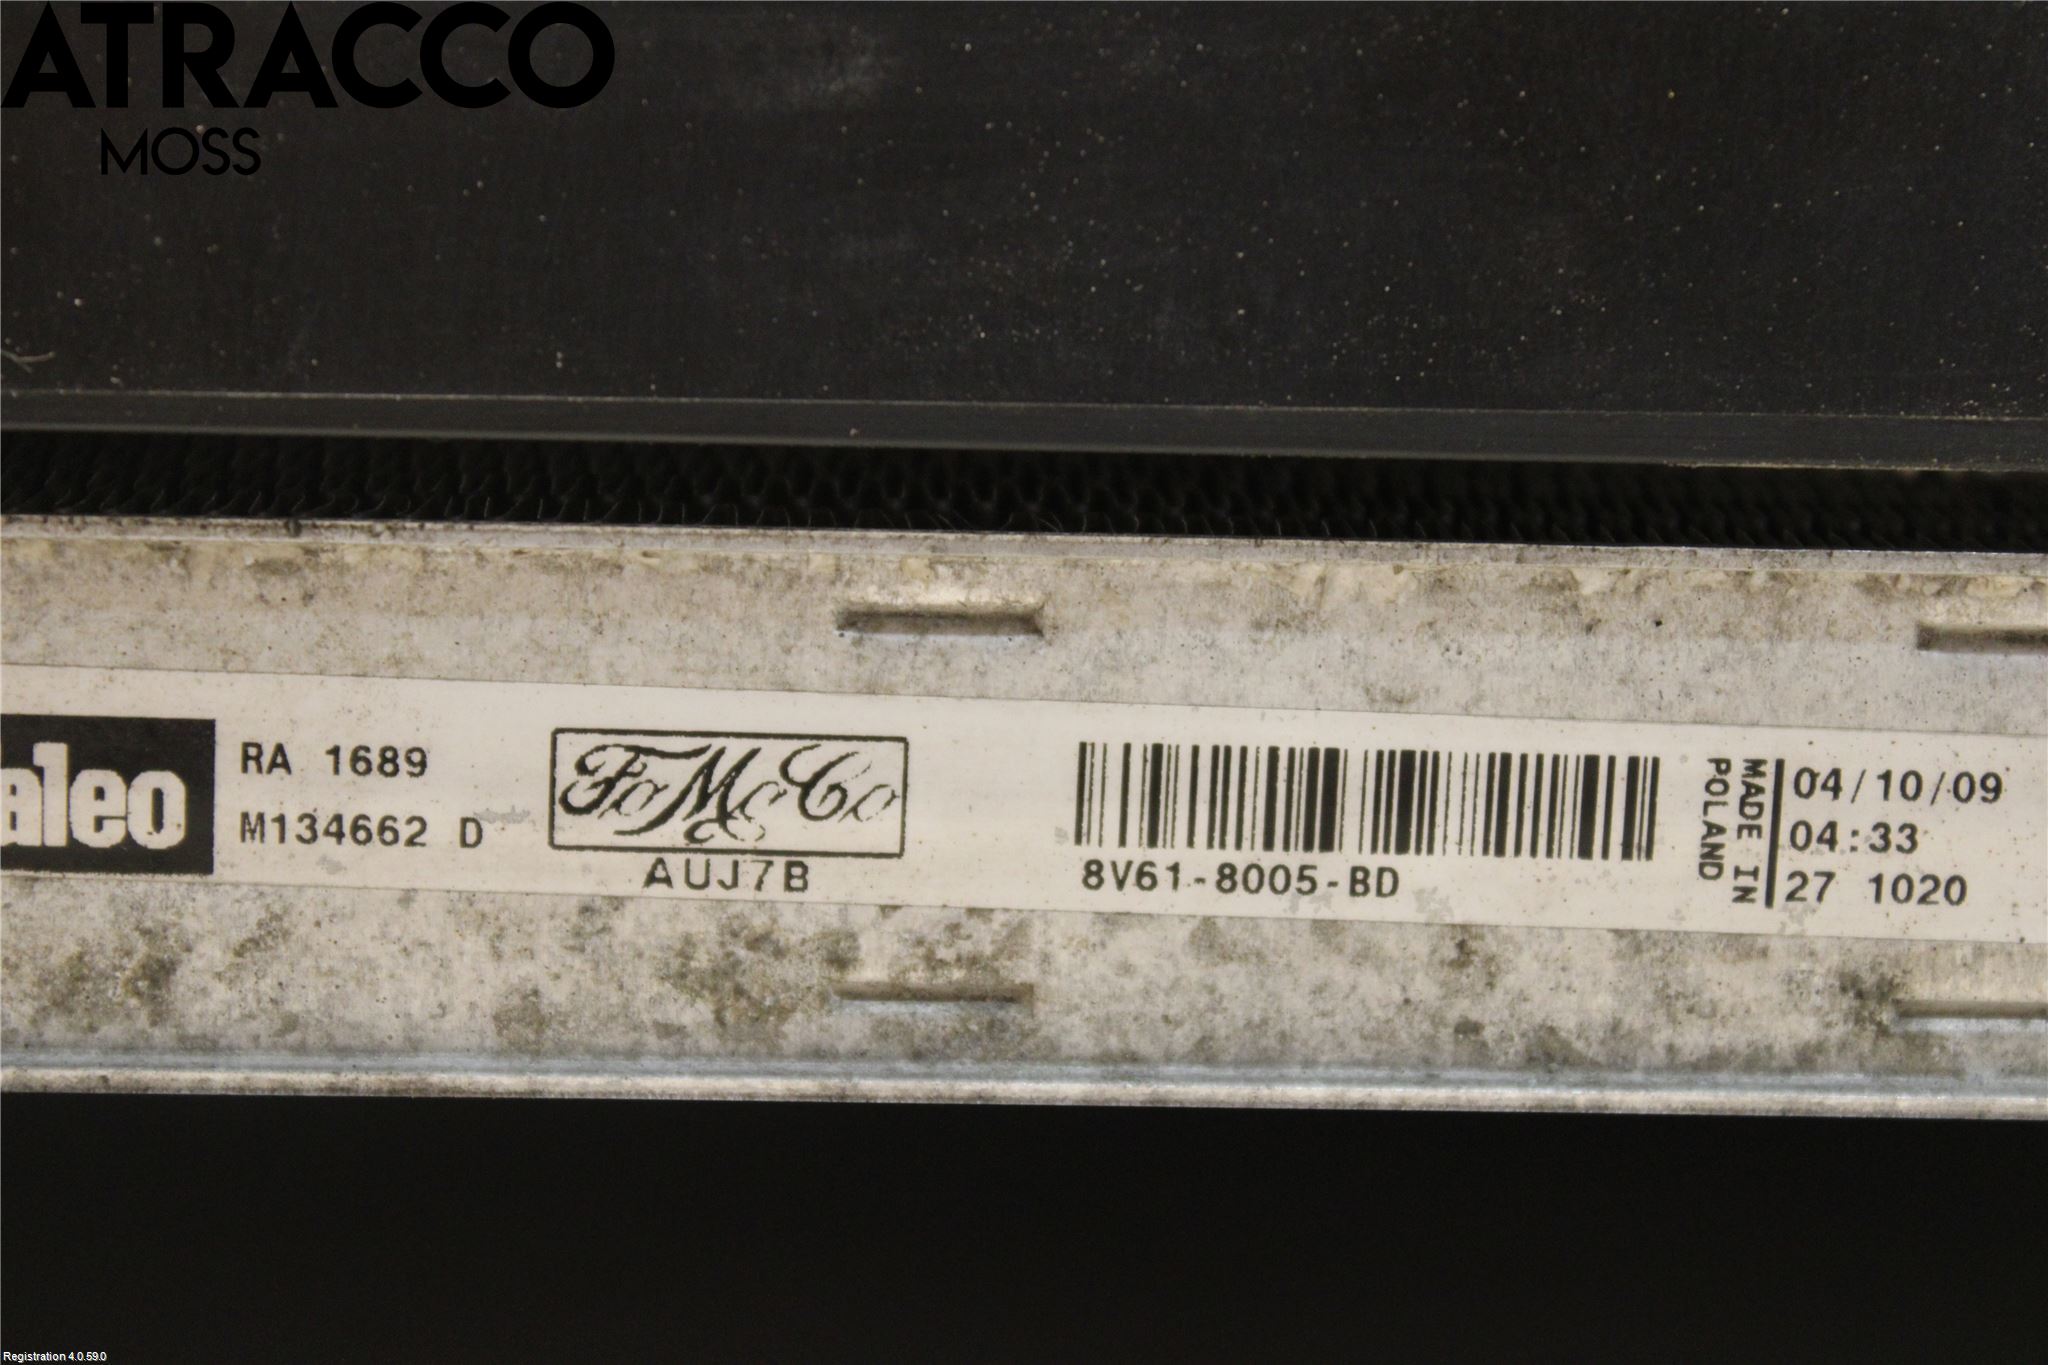 ATRACCO
MOSS
aleo
RA 1689
M134662 D
FoMoCo
AUJ7B
8V61-8005-BD
MADE IN
POLAND
04/10/09
04:33
27 1020
Registration 4.0.59.0